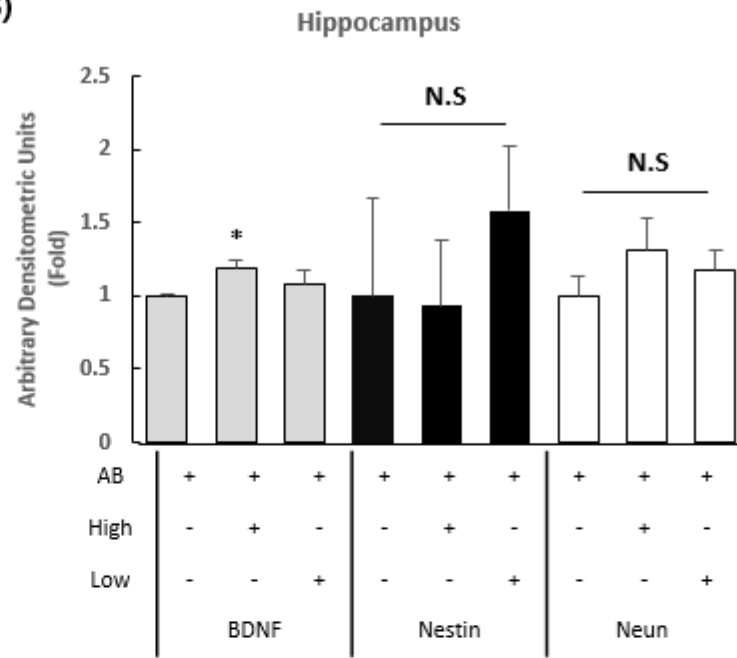 Hippocampus
Arbitrary Densitometric Units
(Fold)
2.5
2
1.5
1
0.5
0
*
N.S
N.S
AB + + + + + + + + +
High - + - - + - - + -
Low - - + - - + - - +
BDNF Nestin Neun